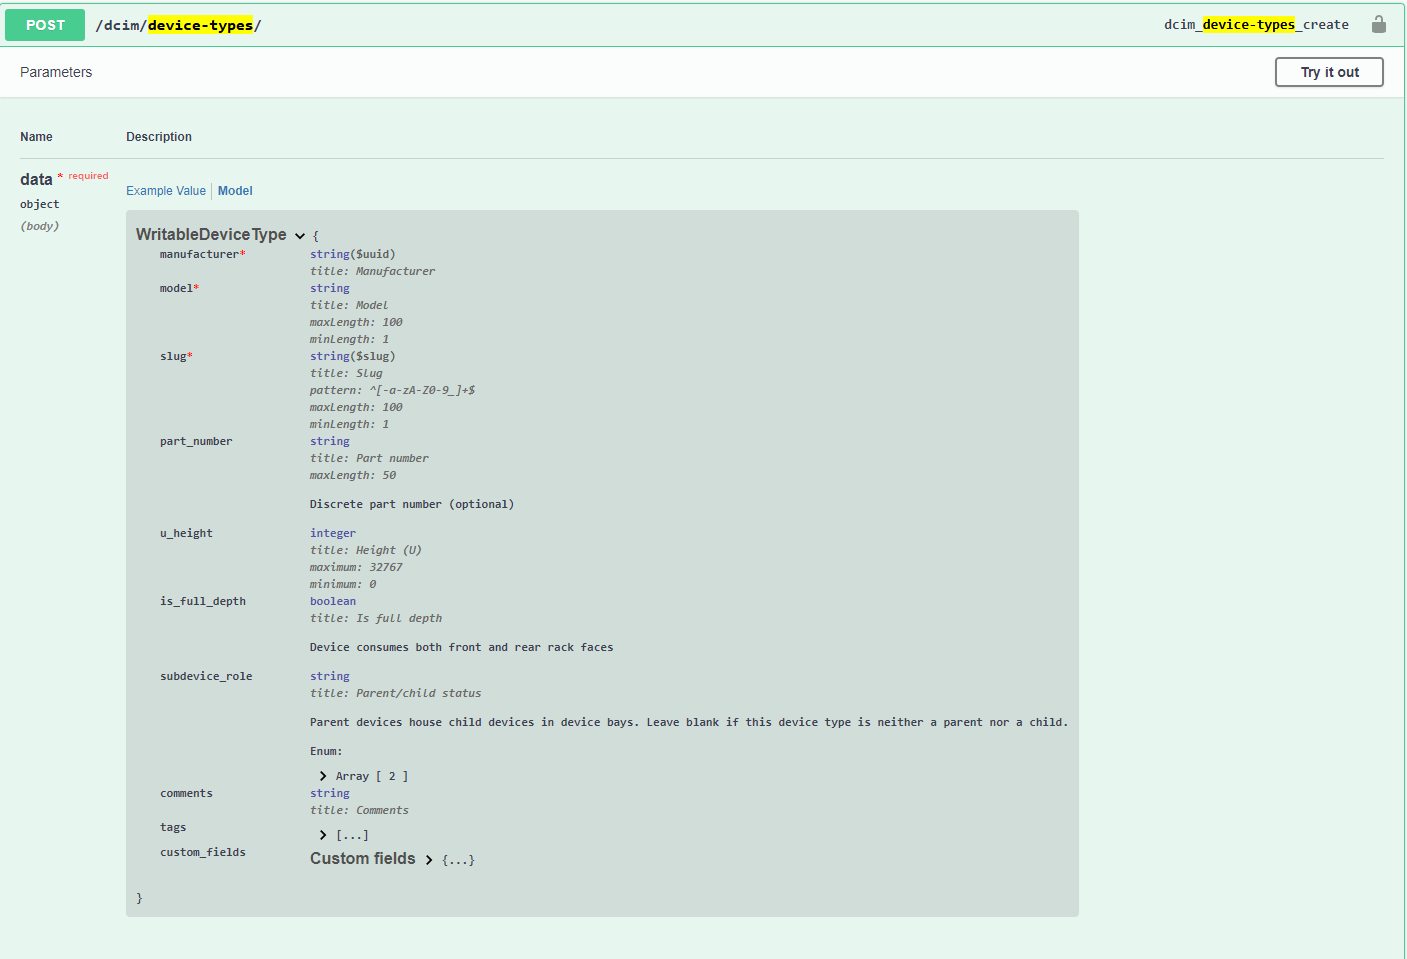 POST /dcim/device-types/ dcim_device-types_create
Parameters Try it out
Name Description
data * required
object
(body)
Example Value Model
WritableDeviceType {
manufacturer* string($uuid)
title: Manufacturer
model* string
title: Model
maxLength: 100
minLength: 1
slug* string($slug)
title: Slug
pattern: ^[-a-zA-Z0-9_]+$
maxLength: 100
minLength: 1
part_number string
title: Part number
maxLength: 50
Discrete part number (optional)
u_height integer
title: Height (U)
maximum: 32767
minimum: 0
is_full_depth boolean
title: Is full depth
Device consumes both front and rear rack faces
subdevice_role string
title: Parent/child status
Parent devices house child devices in device bays. Leave blank if this device type is neither a parent nor a child.
Enum:
Array [ 2 ]
comments string
title: Comments
tags [...]
custom_fields Custom fields {...}
}